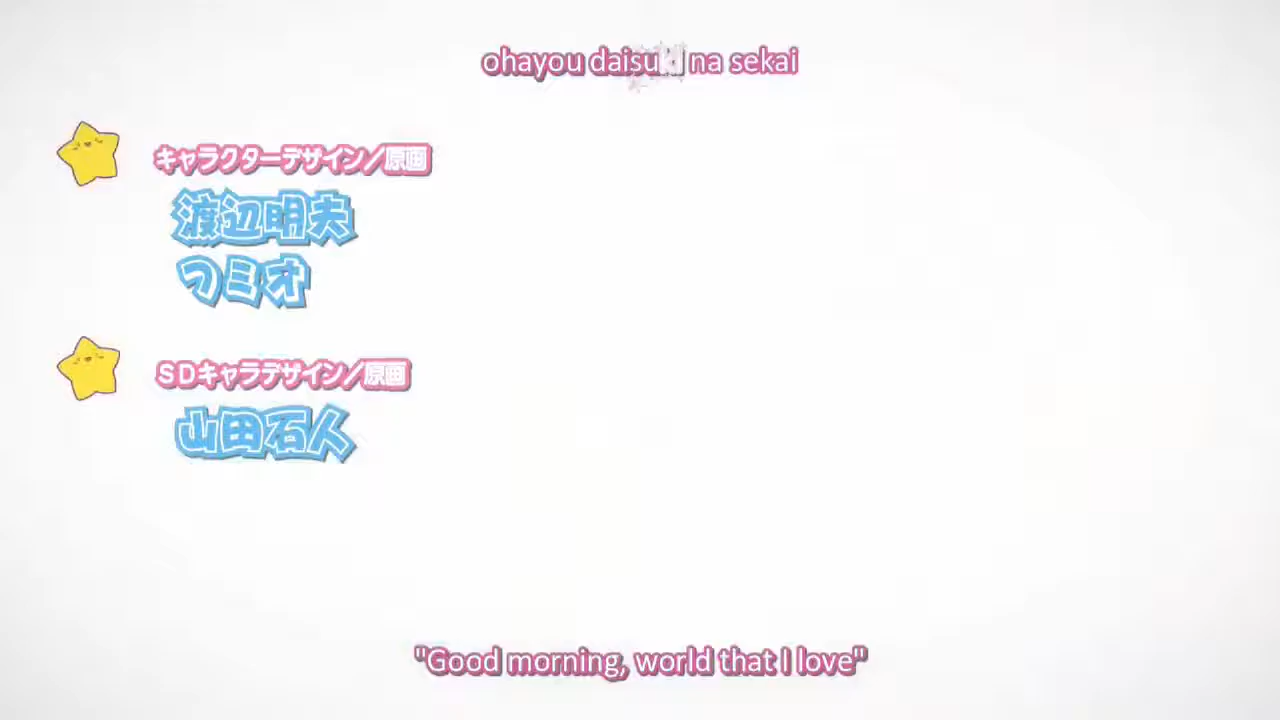 ohayou daisuki na sekai
キャラクターデザイン／原画
渡辺明夫
フミオ
SDキャラデザイン／原画
山田石人
"Good morning, world that I love"